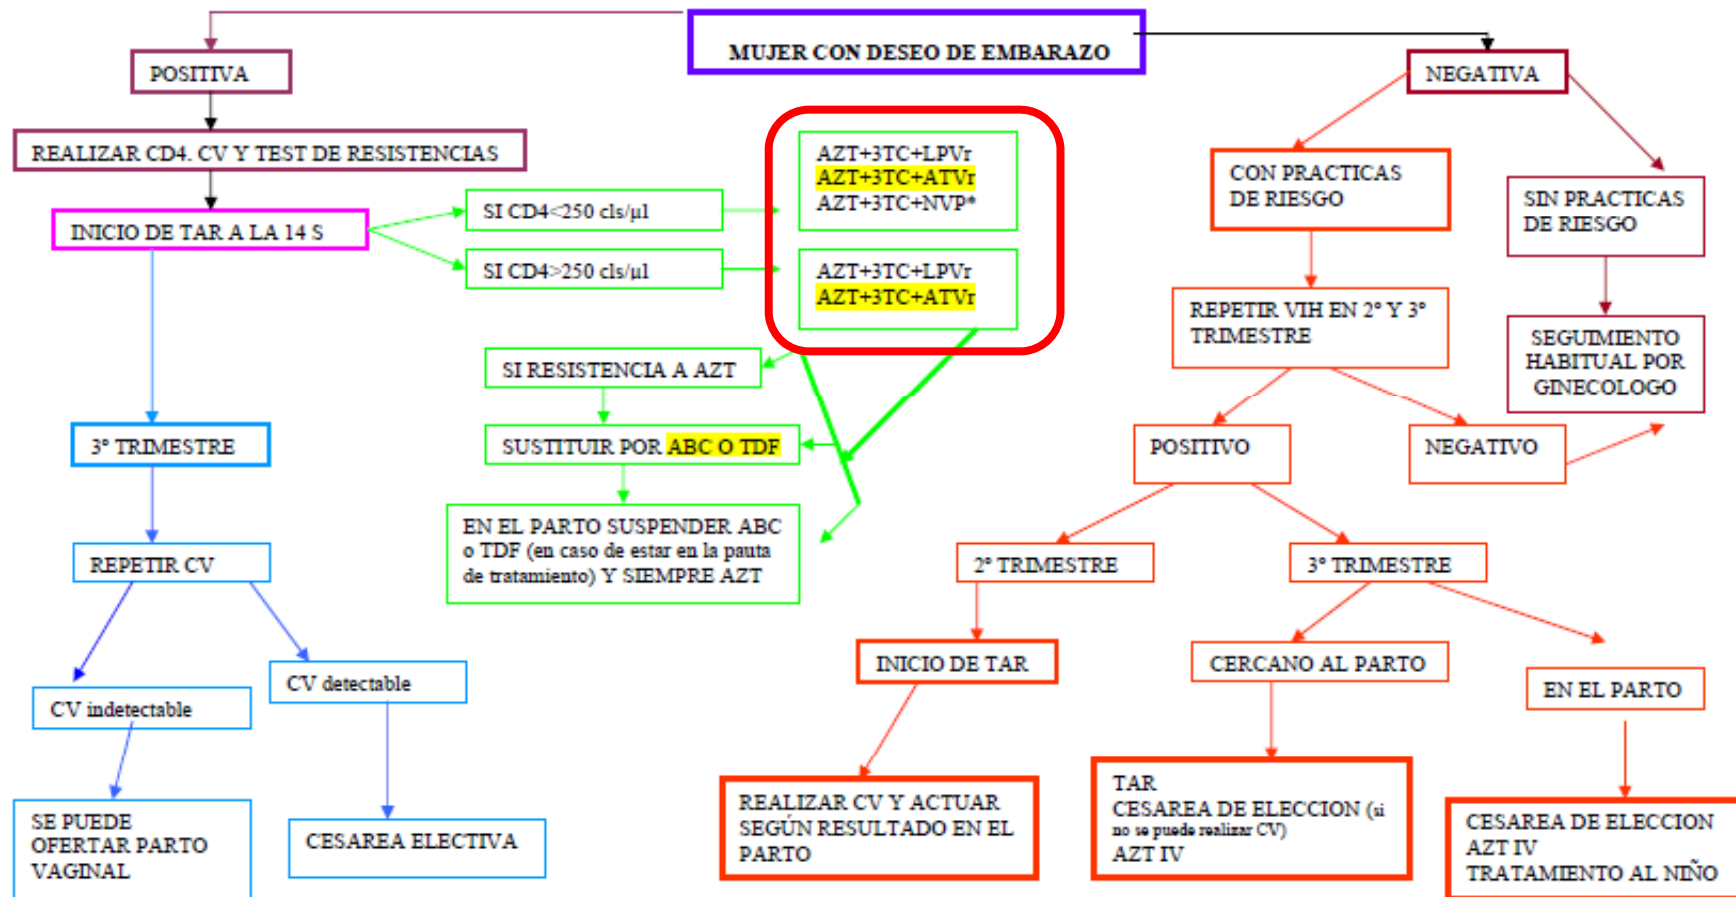 MUJER CON DESEO DE EMBARAZO
POSITIVA
REALIZAR CD4. CV Y TEST DE RESISTENCIAS
INICIO DE TAR A LA 14 S
SI CD4<250 cls/µl
SI CD4>250 cls/µl
AZT+3TC+LPVr
AZT+3TC+ATVr
AZT+3TC+NVP*
AZT+3TC+LPVr
AZT+3TC+ATVr
SI RESISTENCIA A AZT
SUSTITUIR POR ABC O TDF
EN EL PARTO SUSPENDER ABC
o TDF (en caso de estar en la pauta
de tratamiento) Y SIEMPRE AZT
3º TRIMESTRE
REPETIR CV
CV indetectable
CV detectable
SE PUEDE
OFERTAR PARTO
VAGINAL
CESAREA ELECTIVA
NEGATIVA
CON PRACTICAS
DE RIESGO
SIN PRACTICAS
DE RIESGO
REPETIR VIH EN 2º Y 3º
TRIMESTRE
SEGUIMIENTO
HABITUAL POR
GINECOLOGO
POSITIVO
NEGATIVO
2º TRIMESTRE
3º TRIMESTRE
INICIO DE TAR
CERCANO AL PARTO
EN EL PARTO
REALIZAR CV Y ACTUAR
SEGÚN RESULTADO EN EL
PARTO
TAR
CESAREA DE ELECCION (si
no se puede realizar CV)
AZT IV
CESAREA DE ELECCION
AZT IV
TRATAMIENTO AL NIÑO